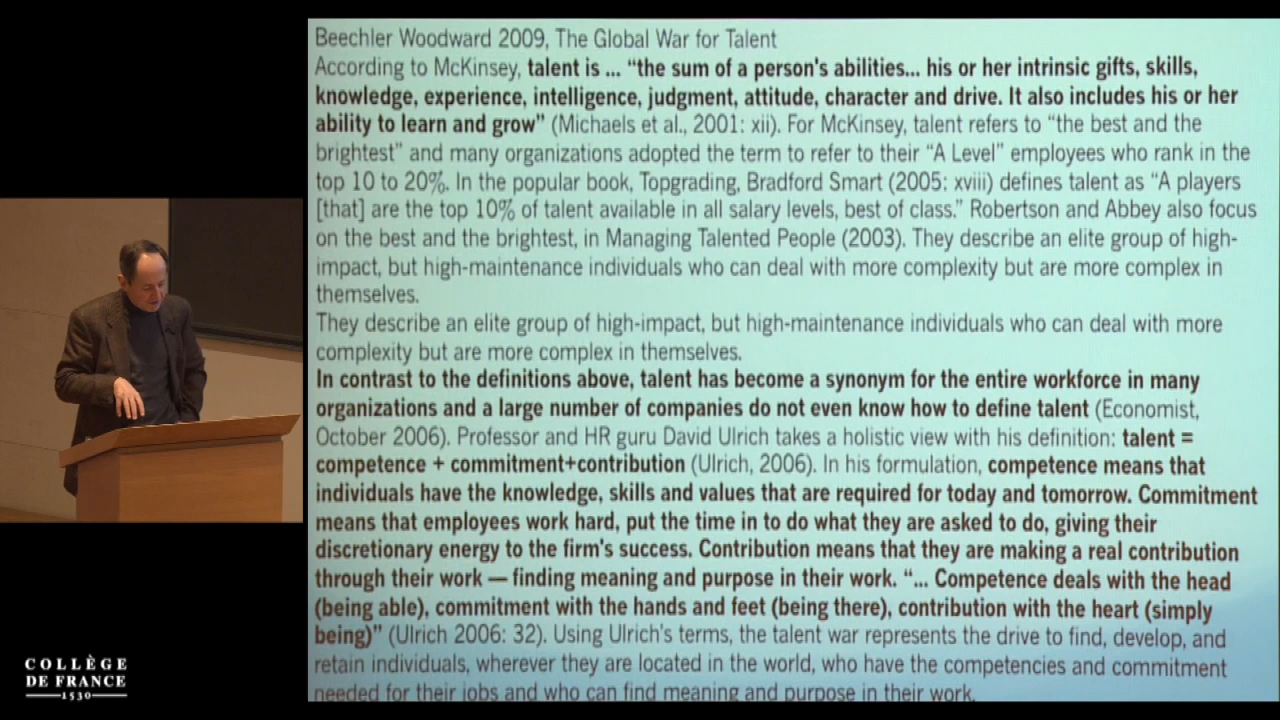 Beechler Woodward 2009, The Global War for Talent
According to McKinsey, talent is ... “the sum of a person's abilities... his or her intrinsic gifts, skills,
knowledge, experience, intelligence, judgment, attitude, character and drive. It also includes his or her
ability to learn and grow” (Michaels et al., 2001: xii). For McKinsey, talent refers to “the best and the
brightest” and many organizations adopted the term to refer to their “A Level” employees who rank in the
top 10 to 20%. In the popular book, Topgrading, Bradford Smart (2005: xviii) defines talent as “A players
[that] are the top 10% of talent available in all salary levels, best of class.” Robertson and Abbey also focus
on the best and the brightest, in Managing Talented People (2003). They describe an elite group of high-
impact, but high-maintenance individuals who can deal with more complexity but are more complex in
themselves.
They describe an elite group of high-impact, but high-maintenance individuals who can deal with more
complexity but are more complex in themselves.
In contrast to the definitions above, talent has become a synonym for the entire workforce in many
organizations and a large number of companies do not even know how to define talent (Economist,
October 2006). Professor and HR guru David Ulrich takes a holistic view with his definition: talent =
competence + commitment+contribution (Ulrich, 2006). In his formulation, competence means that
individuals have the knowledge, skills and values that are required for today and tomorrow. Commitment
means that employees work hard, put the time in to do what they are asked to do, giving their
discretionary energy to the firm's success. Contribution means that they are making a real contribution
through their work — finding meaning and purpose in their work. “... Competence deals with the head
(being able), commitment with the hands and feet (being there), contribution with the heart (simply
being)” (Ulrich 2006: 32). Using Ulrich's terms, the talent war represents the drive to find, develop, and
retain individuals, wherever they are located in the world, who have the competencies and commitment
needed for their jobs and who can find meaning and purpose in their work.
COLLÈGE
DE FRANCE
1530